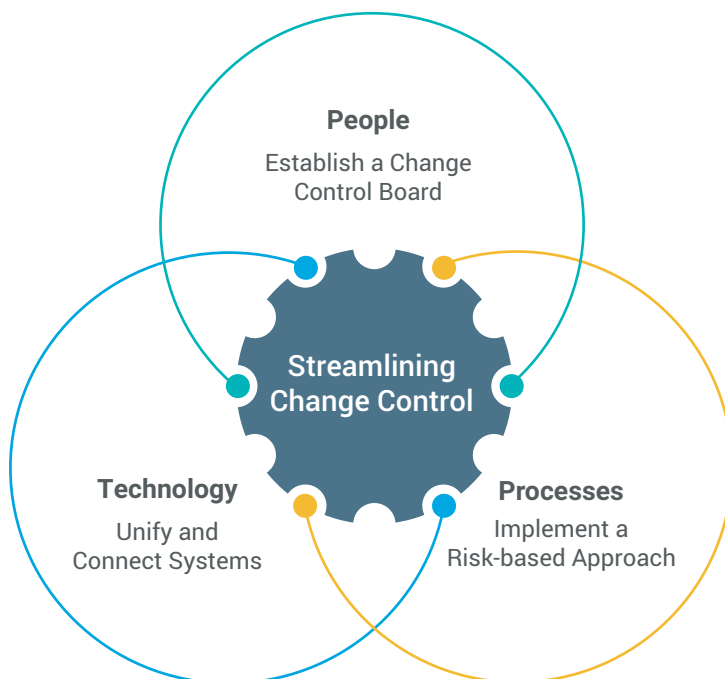 People
Establish a Change
Control Board
Streamlining
Change Control
Technology
Unify and
Connect Systems
Processes
Implement a
Risk-based Approach